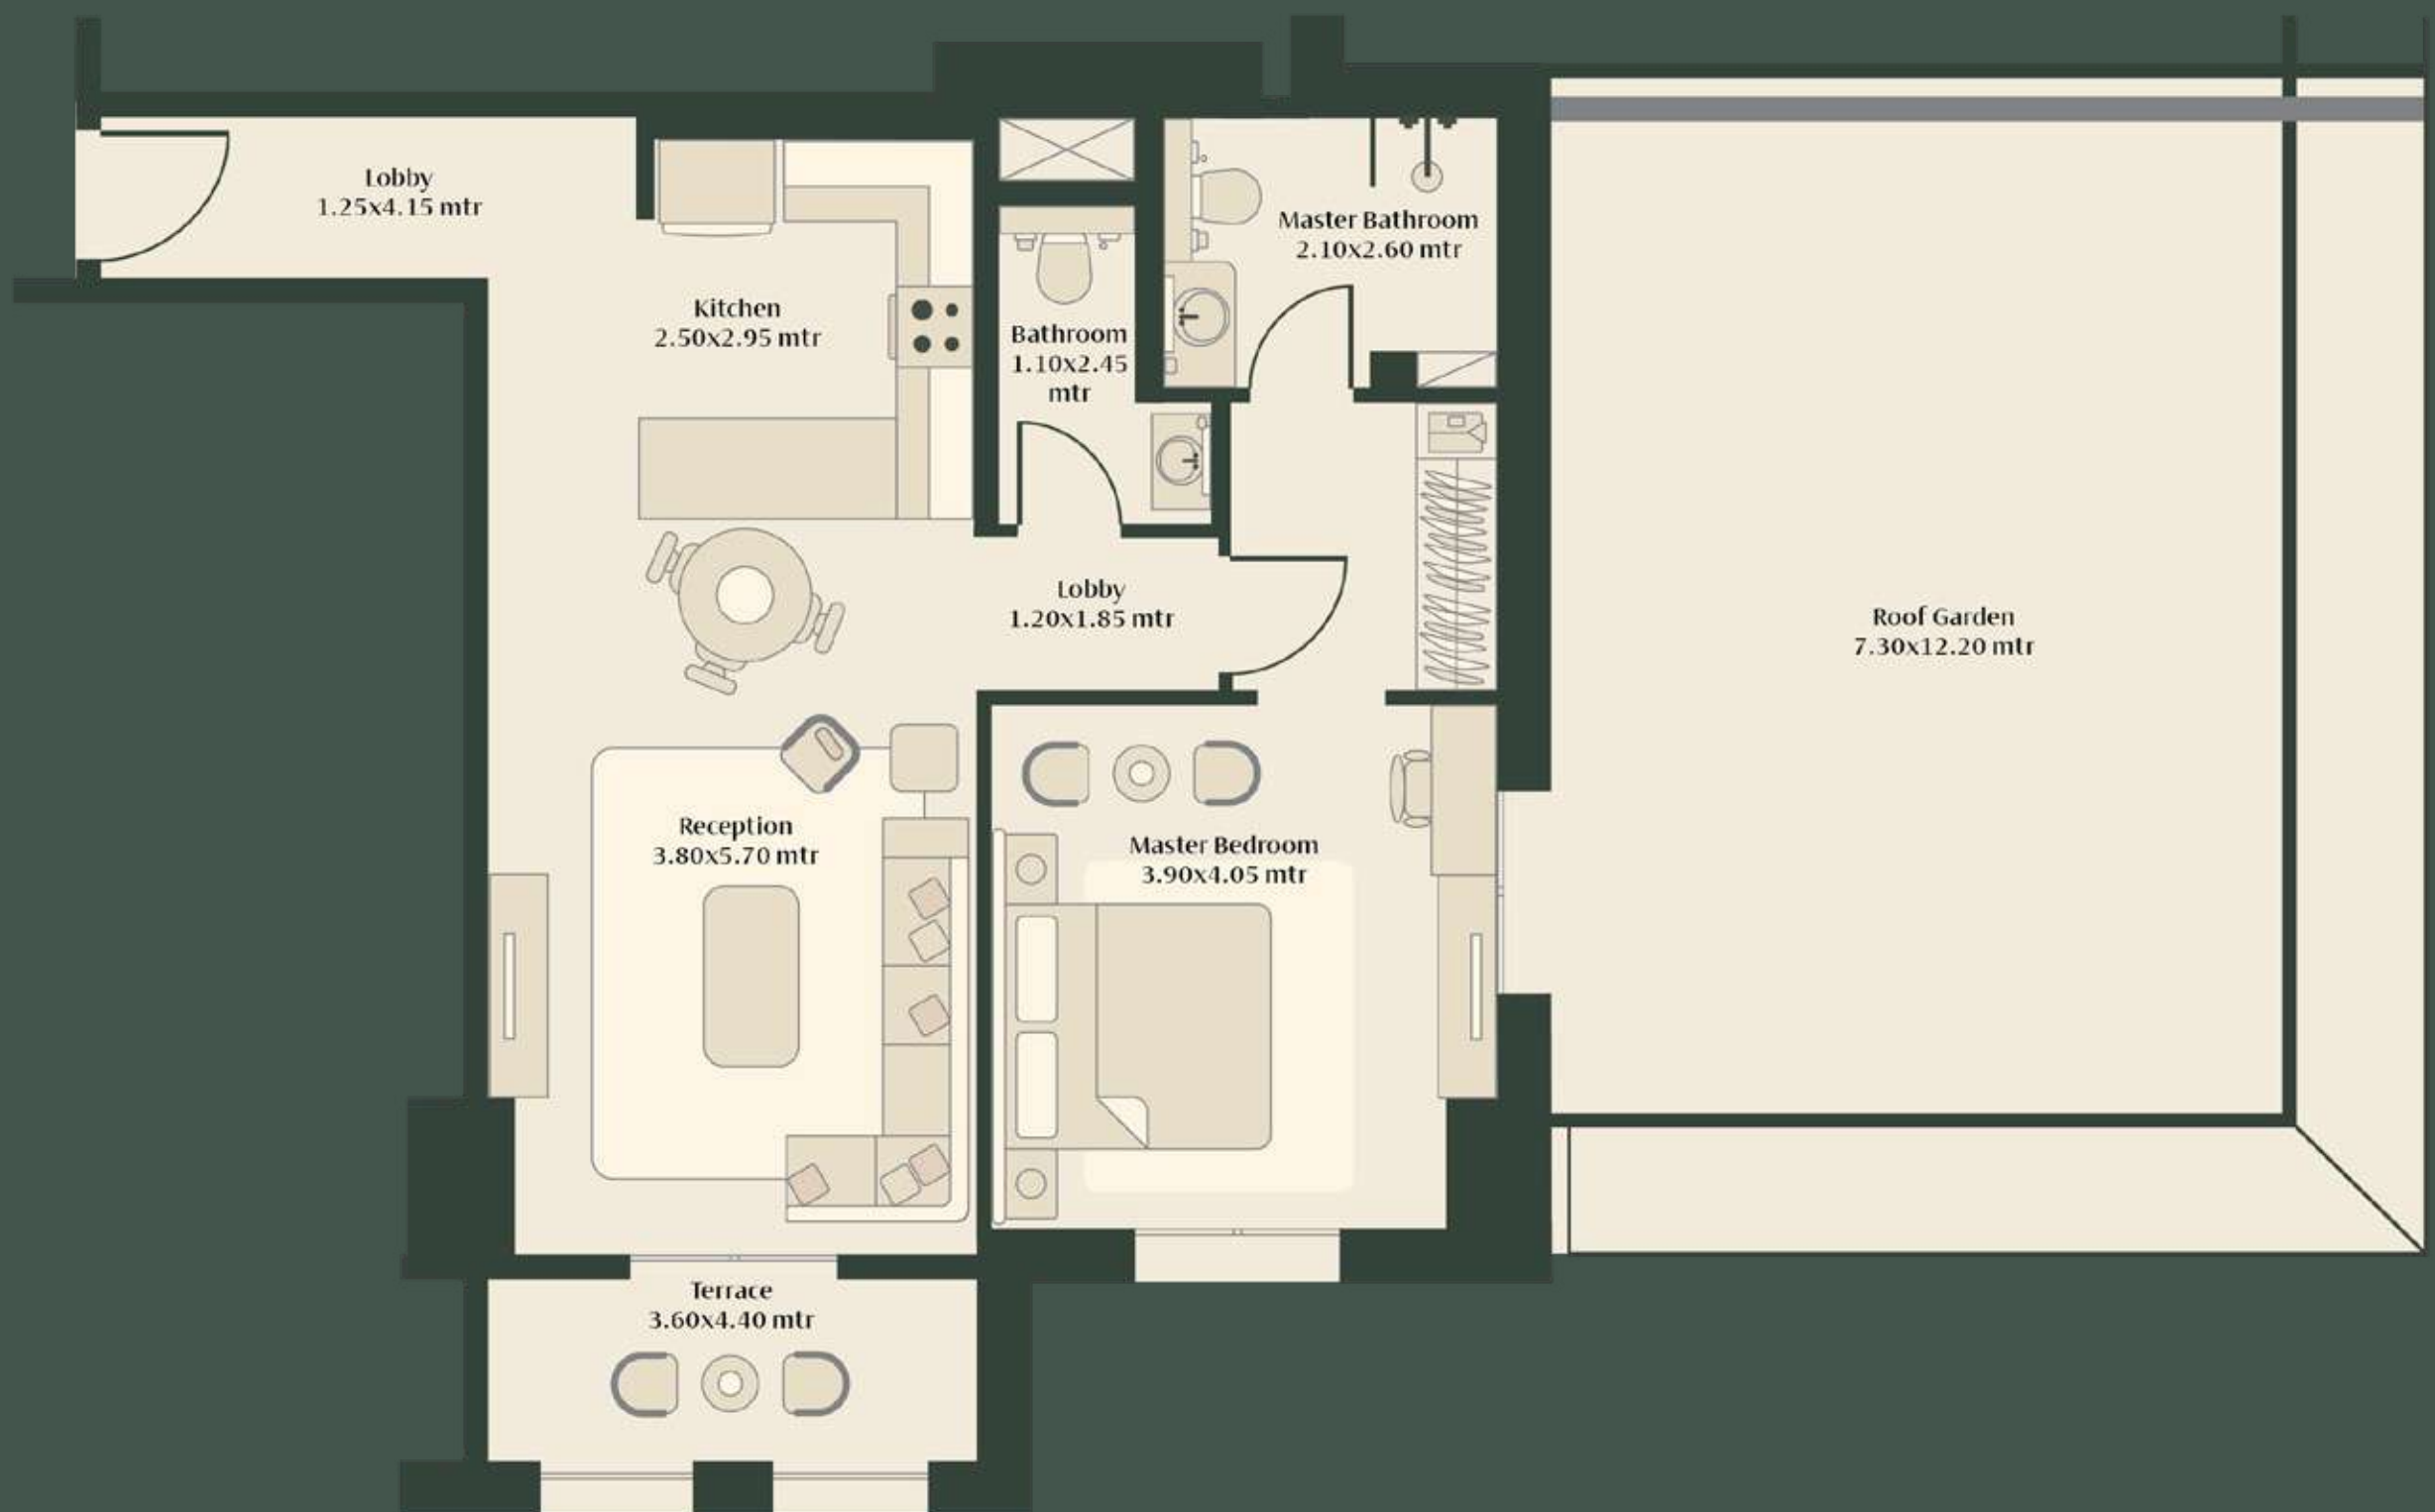 Lobby
1.25x4.15 mtr
Kitchen
2.50x2.95 mtr
Bathroom
1.10x2.45
mtr
Master Bathroom
2.10x2.60 mtr
Lobby
1.20x1.85 mtr
Roof Garden
7.30x12.20 mtr
Reception
3.80x5.70 mtr
Master Bedroom
3.90x4.05 mtr
Terrace
3.60x4.40 mtr